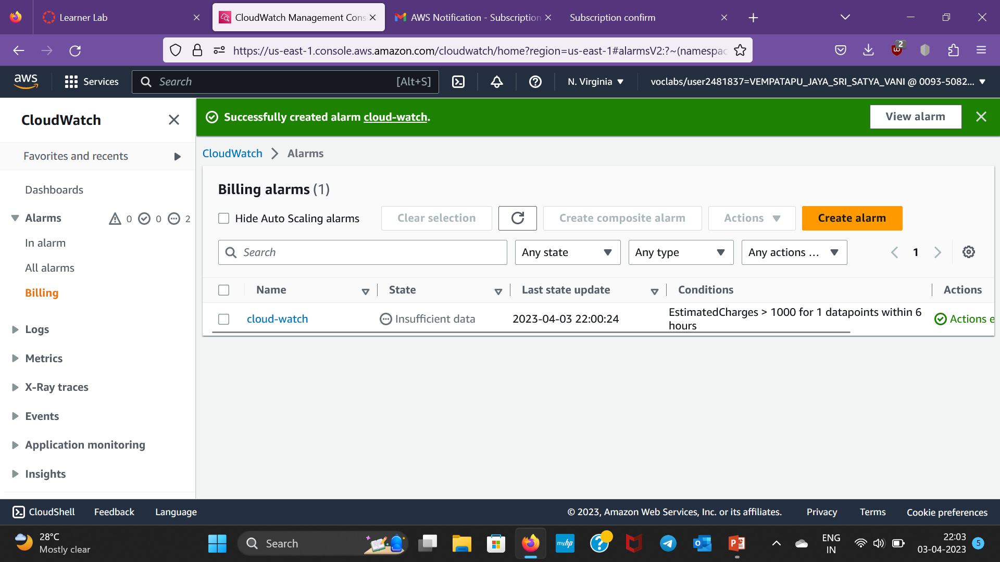 Learner Lab
CloudWatch Management Cons
AWS Notification - Subscription
Subscription confirm
https://us-east-1.console.aws.amazon.com/cloudwatch/home?region=us-east-1#alarmsV2:?~(namespac
2
aws
Services
Search
[Alt+S]
N. Virginia
voclabs/user2481837=VEMPATAPU_JAYA_SRI_SATYA_VANI @ 0093-5082...
CloudWatch
Favorites and recents
Dashboards
Alarms
0
0
2
In alarm
All alarms
Billing
Logs
Metrics
X-Ray traces
Events
Application monitoring
Insights
Successfully created alarm cloud-watch.
View alarm
CloudWatch
Alarms
Billing alarms (1)
Hide Auto Scaling alarms
Clear selection
Create composite alarm
Actions
Create alarm
Search
Any state
Any type
Any actions ...
1
Name
State
Last state update
Conditions
Actions
cloud-watch
Insufficient data
2023-04-03 22:00:24
EstimatedCharges > 1000 for 1 datapoints within 6
hours
Actions e
CloudShell
Feedback
Language
© 2023, Amazon Web Services, Inc. or its affiliates.
Privacy
Terms
Cookie preferences
28°C
Mostly clear
Search
myhp
ENG
IN
22:03
03-04-2023
5